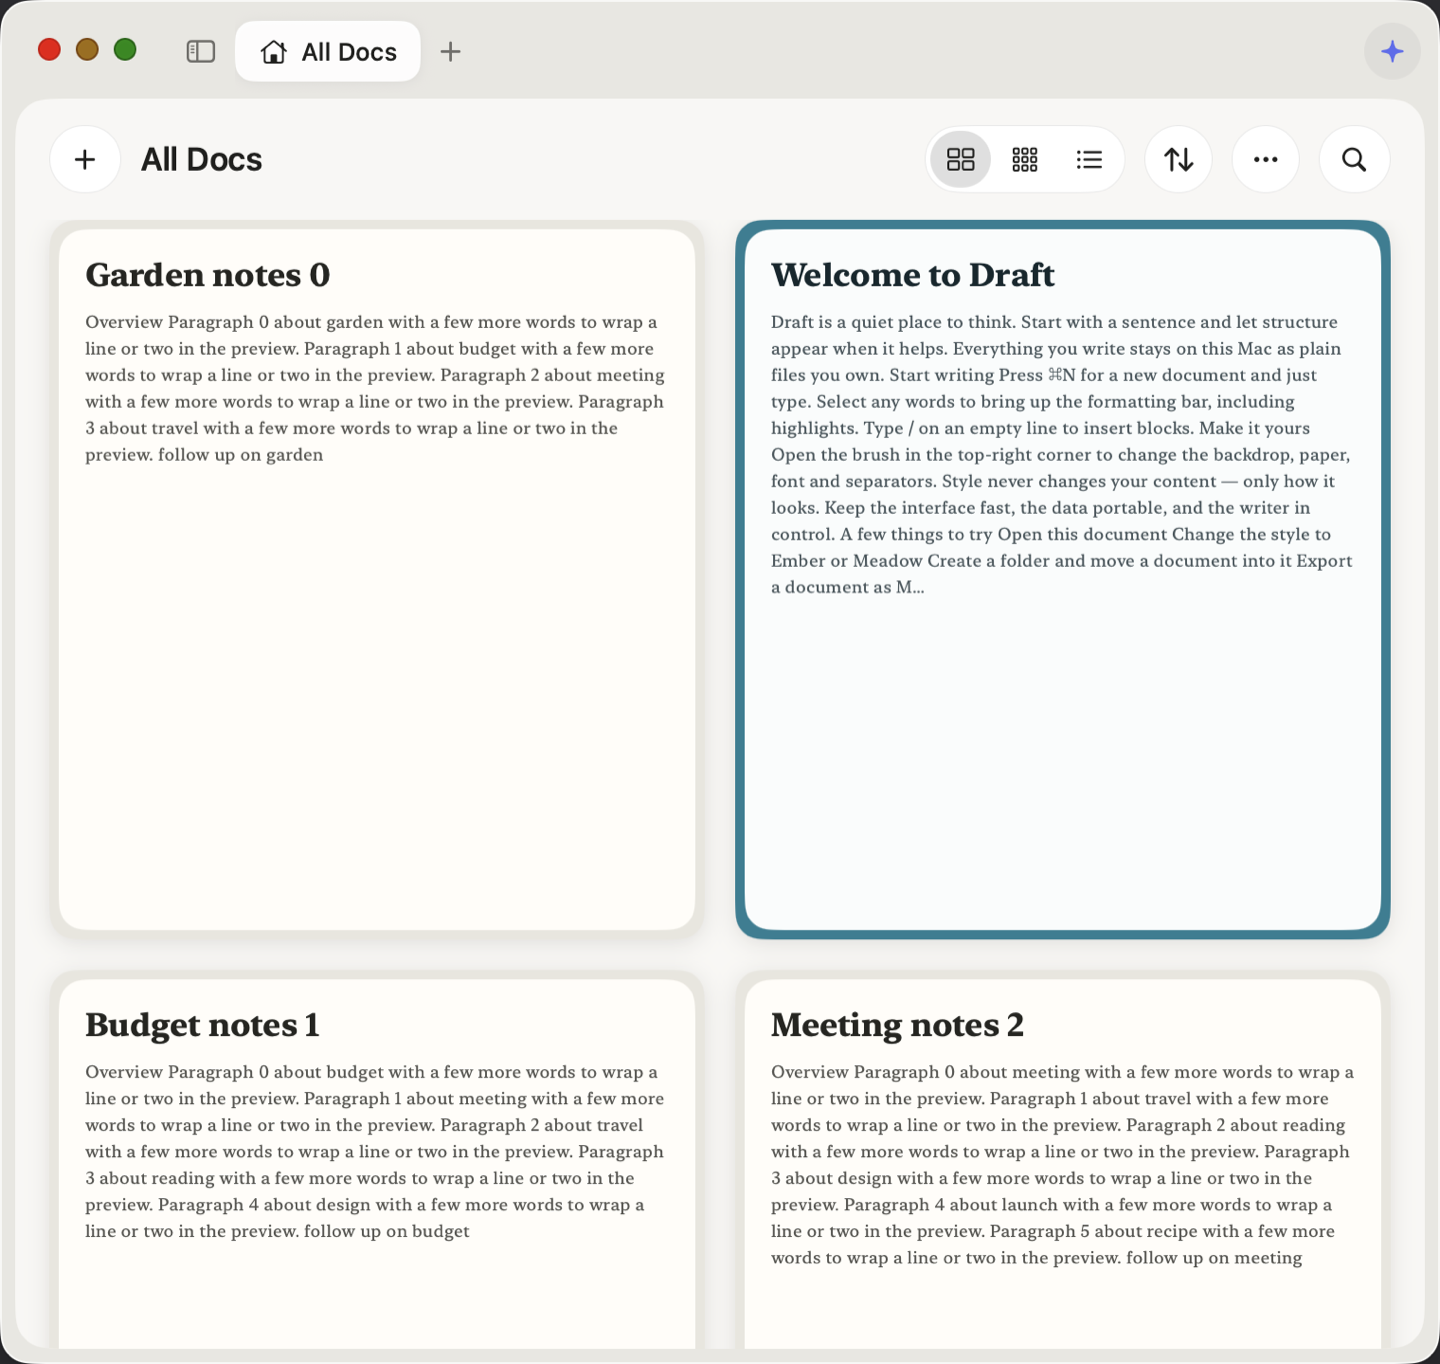 All Docs
All Docs
Garden notes 0
Overview Paragraph 0 about garden with a few more words to wrap a
line or two in the preview. Paragraph 1 about budget with a few more
words to wrap a line or two in the preview. Paragraph 2 about meeting
with a few more words to wrap a line or two in the preview. Paragraph
3 about travel with a few more words to wrap a line or two in the
preview. follow up on garden
Welcome to Draft
Draft is a quiet place to think. Start with a sentence and let structure
appear when it helps. Everything you write stays on this Mac as plain
files you own. Start writing Press ⌘N for a new document and just
type. Select any words to bring up the formatting bar, including
highlights. Type / on an empty line to insert blocks. Make it yours
Open the brush in the top-right corner to change the backdrop, paper,
font and separators. Style never changes your content — only how it
looks. Keep the interface fast, the data portable, and the writer in
control. A few things to try Open this document Change the style to
Ember or Meadow Create a folder and move a document into it Export
a document as M...
Budget notes 1
Overview Paragraph 0 about budget with a few more words to wrap a
line or two in the preview. Paragraph 1 about meeting with a few more
words to wrap a line or two in the preview. Paragraph 2 about travel
with a few more words to wrap a line or two in the preview. Paragraph
3 about reading with a few more words to wrap a line or two in the
preview. Paragraph 4 about design with a few more words to wrap a
line or two in the preview. follow up on budget
Meeting notes 2
Overview Paragraph 0 about meeting with a few more words to wrap a
line or two in the preview. Paragraph 1 about travel with a few more
words to wrap a line or two in the preview. Paragraph 2 about reading
with a few more words to wrap a line or two in the preview. Paragraph
3 about design with a few more words to wrap a line or two in the
preview. Paragraph 4 about launch with a few more words to wrap a
line or two in the preview. Paragraph 5 about recipe with a few more
words to wrap a line or two in the preview. follow up on meeting